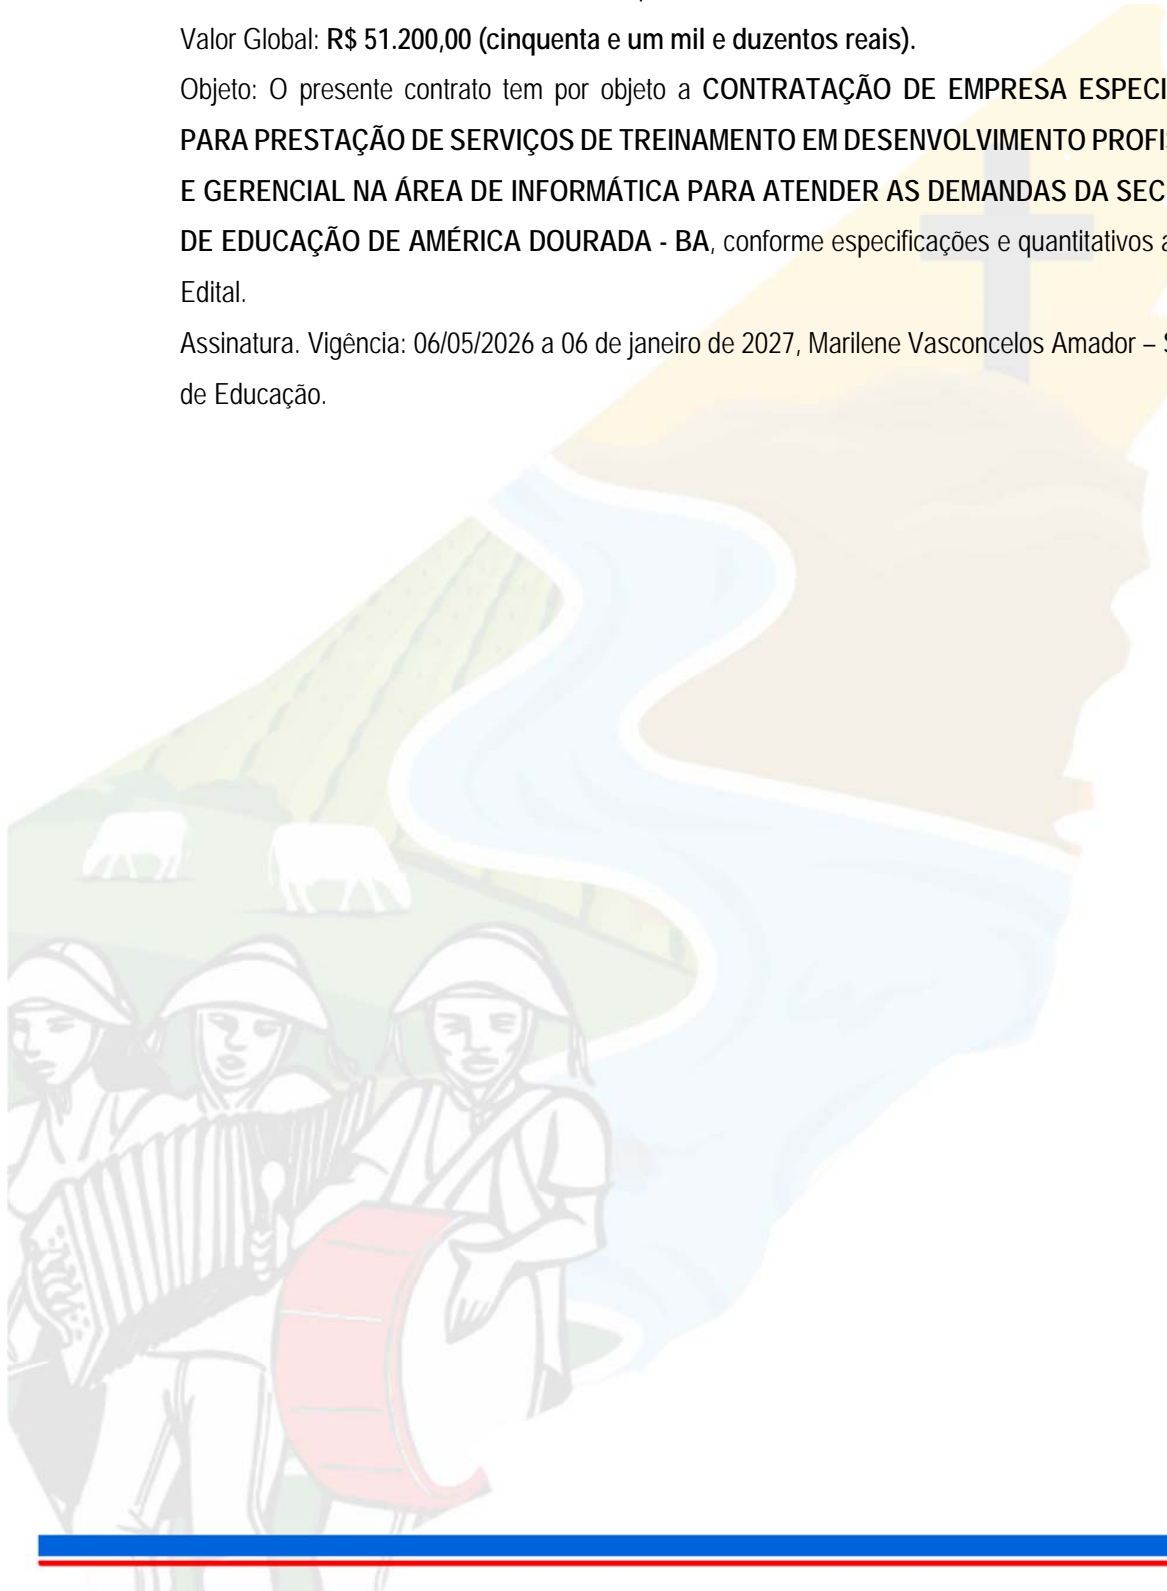 Valor Global: R$ 51.200,00 (cinquenta e um mil e duzentos reais).
Objeto: O presente contrato tem por objeto a CONTRATAÇÃO DE EMPRESA ESPECI
PARA PRESTAÇÃO DE SERVIÇOS DE TREINAMENTO EM DESENVOLVIMENTO PROFI
E GERENCIAL NA ÁREA DE INFORMÁTICA PARA ATENDER AS DEMANDAS DA SEC
DE EDUCAÇÃO DE AMÉRICA DOURADA - BA, conforme especificações e quantitativos
Edital.
Assinatura. Vigência: 06/05/2026 a 06 de janeiro de 2027, Marilene Vasconcelos Amador –
de Educação.